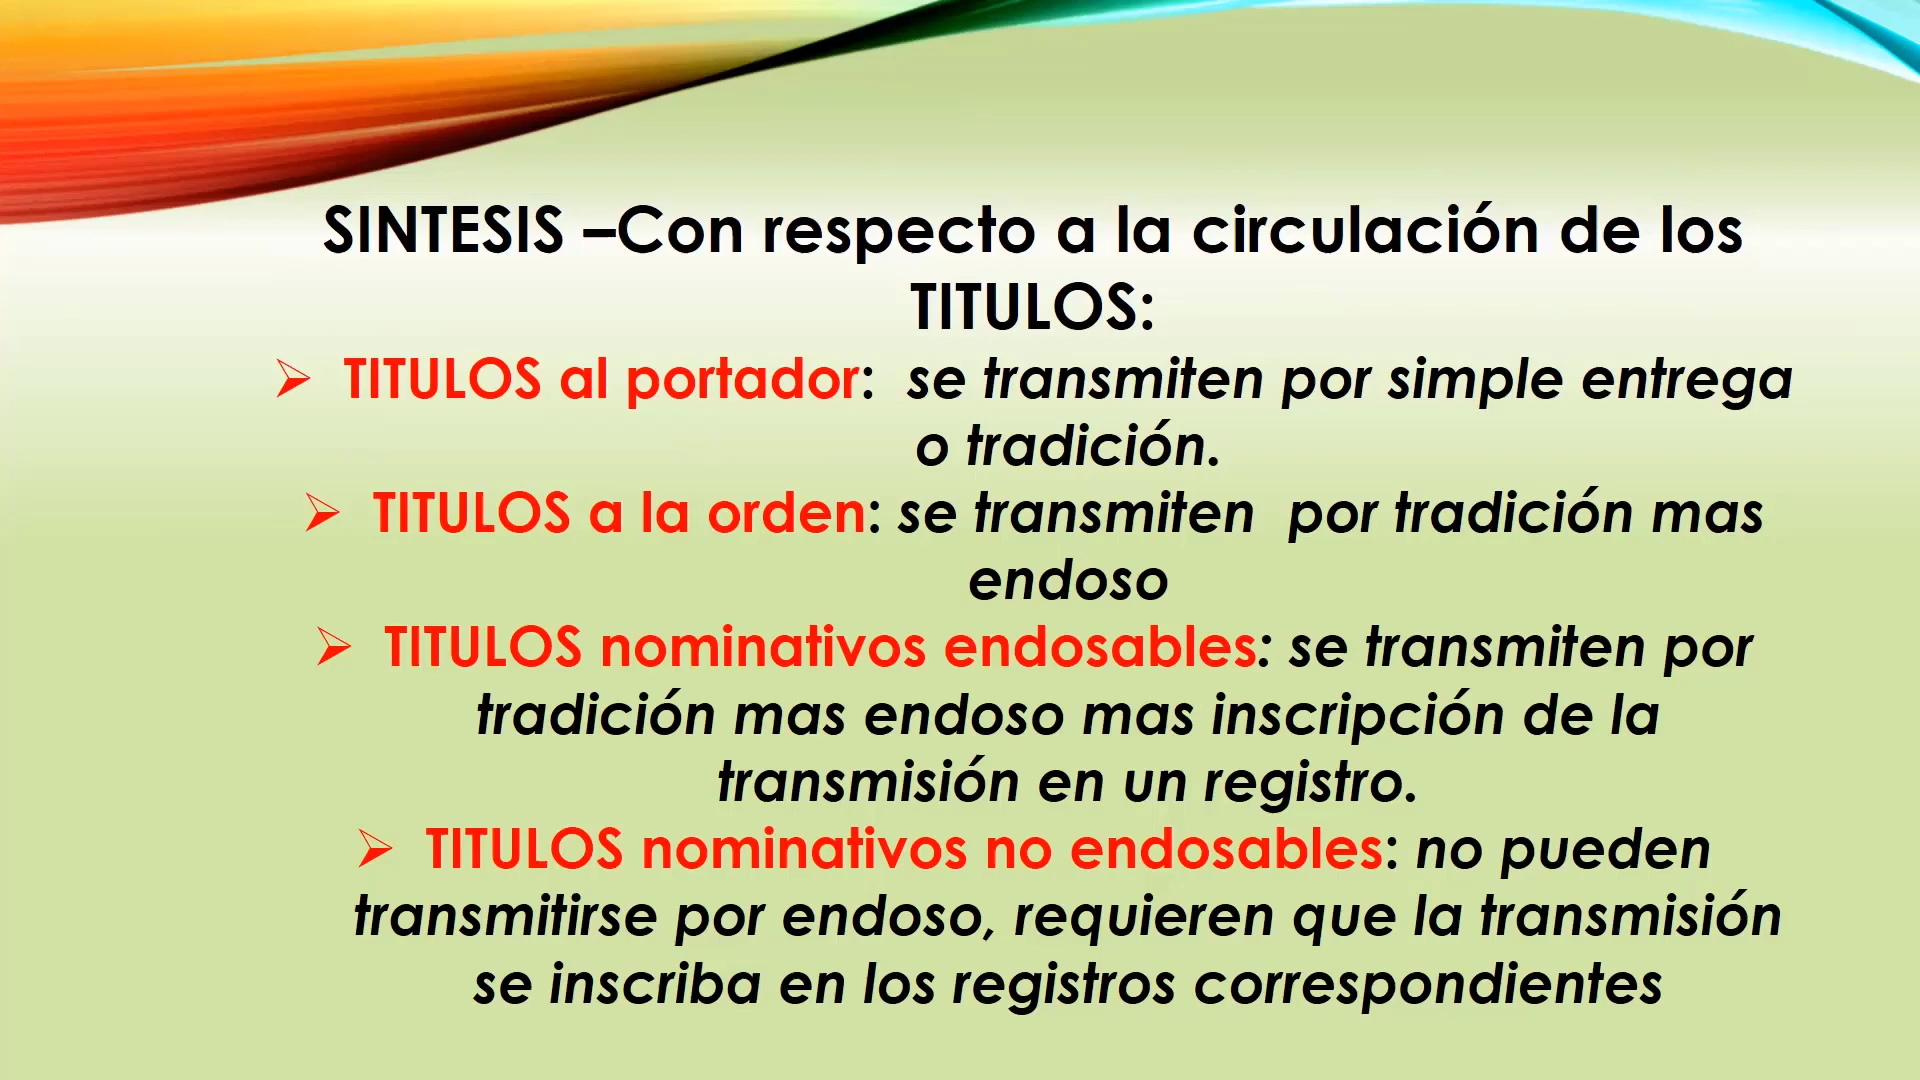 SINTESIS –Con respecto a la circulación de los
TITULOS:
➢ TITULOS al portador: se transmiten por simple entrega
o tradición.
➢ TITULOS a la orden: se transmiten por tradición mas
endoso
➢ TITULOS nominativos endosables: se transmiten por
tradición mas endoso mas inscripción de la
transmisión en un registro.
➢ TITULOS nominativos no endosables: no pueden
transmitirse por endoso, requieren que la transmisión
se inscriba en los registros correspondientes